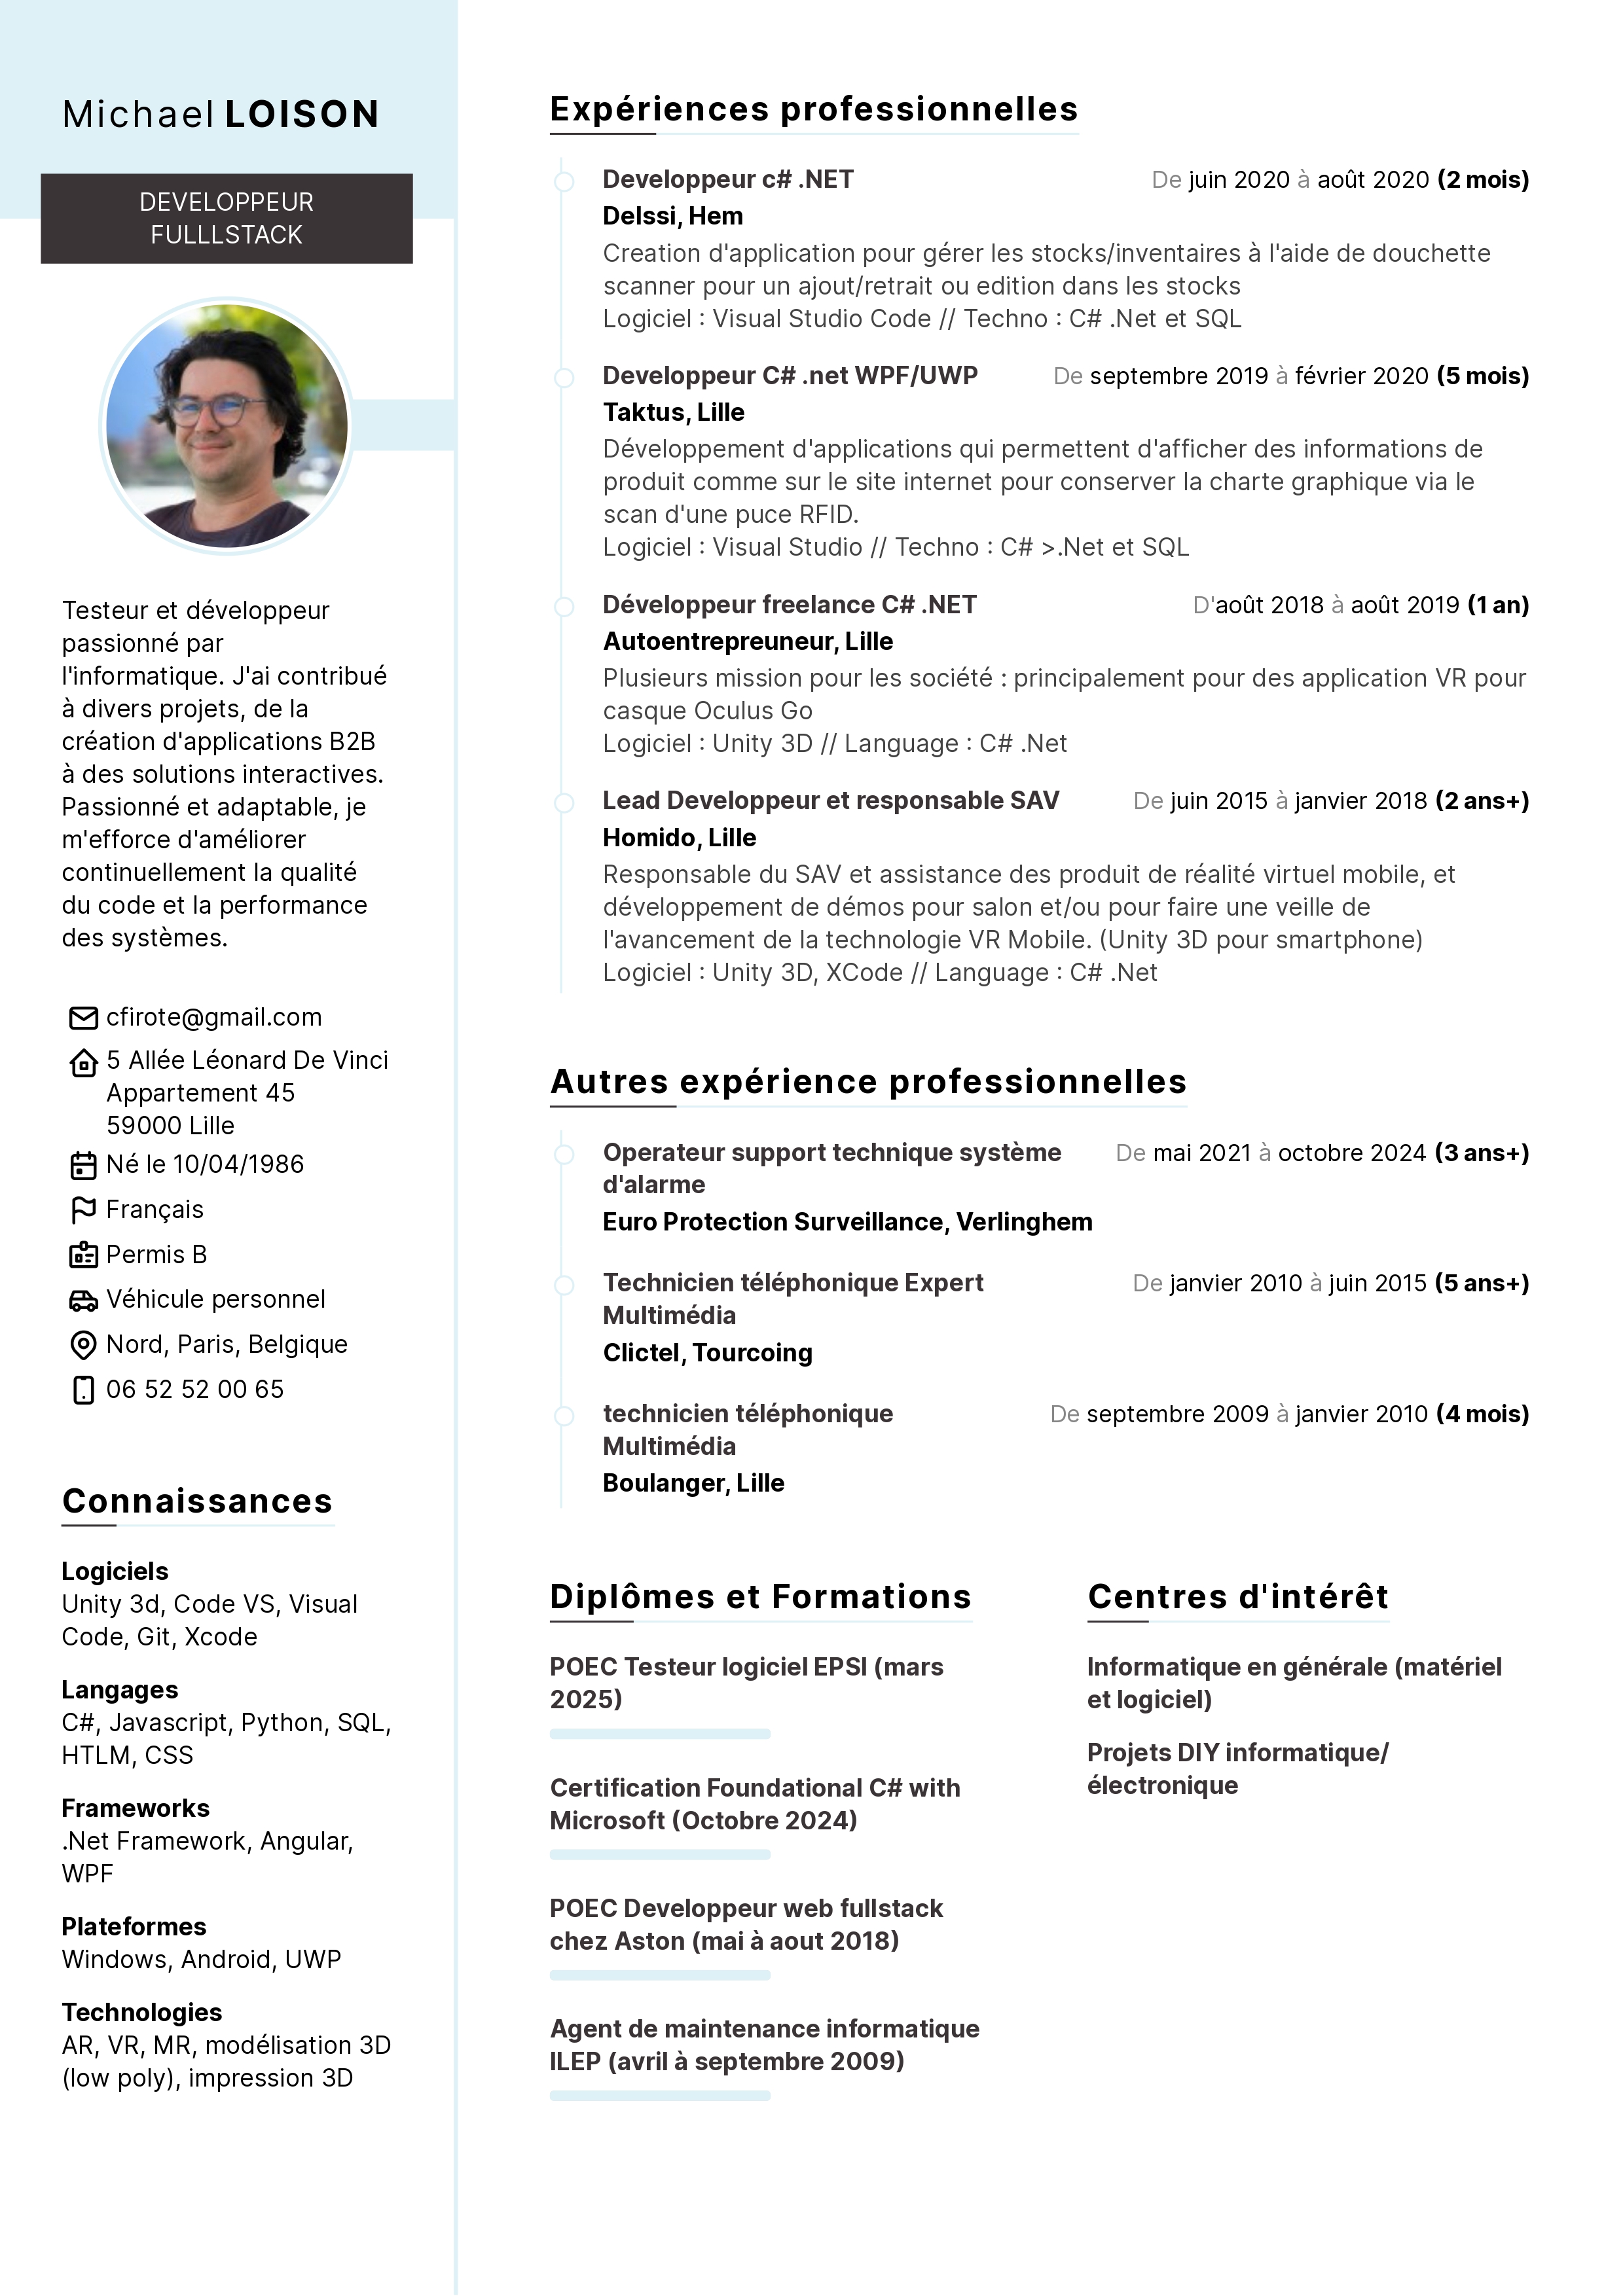 Michael LOISON
DEVELOPPEUR
FULLLSTACK
Testeur et développeur
passionné par
l'informatique. J'ai contribué
à divers projets, de la
création d'applications B2B
à des solutions interactives.
Passionné et adaptable, je
m'efforce d'améliorer
continuellement la qualité
du code et la performance
des systèmes.
cfirote@gmail.com
5 Allée Léonard De Vinci
Appartement 45
59000 Lille
Né le 10/04/1986
Français
Permis B
Véhicule personnel
Nord, Paris, Belgique
06 52 52 00 65
Connaissances
Logiciels
Unity 3d, Code VS, Visual
Code, Git, Xcode
Langages
C#, Javascript, Python, SQL,
HTLM, CSS
Frameworks
.Net Framework, Angular,
WPF
Plateformes
Windows, Android, UWP
Technologies
AR, VR, MR, modélisation 3D
(low poly), impression 3D
Expériences professionnelles
Developpeur c# .NET De juin 2020 à août 2020 (2 mois)
Delssi, Hem
Creation d'application pour gérer les stocks/inventaires à l'aide de douchette
scanner pour un ajout/retrait ou edition dans les stocks
Logiciel : Visual Studio Code // Techno : C# .Net et SQL
Developpeur C# .net WPF/UWP De septembre 2019 à février 2020 (5 mois)
Taktus, Lille
Développement d'applications qui permettent d'afficher des informations de
produit comme sur le site internet pour conserver la charte graphique via le
scan d'une puce RFID.
Logiciel : Visual Studio // Techno : C# >.Net et SQL
Développeur freelance C# .NET D'août 2018 à août 2019 (1 an)
Autoentrepreuneur, Lille
Plusieurs mission pour les société : principalement pour des application VR pour
casque Oculus Go
Logiciel : Unity 3D // Language : C# .Net
Lead Developpeur et responsable SAV De juin 2015 à janvier 2018 (2 ans+)
Homido, Lille
Responsable du SAV et assistance des produit de réalité virtuel mobile, et
développement de démos pour salon et/ou pour faire une veille de
l'avancement de la technologie VR Mobile. (Unity 3D pour smartphone)
Logiciel : Unity 3D, XCode // Language : C# .Net
Autres expérience professionnelles
Operateur support technique système De mai 2021 à octobre 2024 (3 ans+)
d'alarme
Euro Protection Surveillance, Verlinghem
Technicien téléphonique Expert De janvier 2010 à juin 2015 (5 ans+)
Multimédia
Clictel, Tourcoing
technicien téléphonique De septembre 2009 à janvier 2010 (4 mois)
Multimédia
Boulanger, Lille
Diplômes et Formations
POEC Testeur logiciel EPSI (mars
2025)
Certification Foundational C# with
Microsoft (Octobre 2024)
POEC Developpeur web fullstack
chez Aston (mai à aout 2018)
Agent de maintenance informatique
ILEP (avril à septembre 2009)
Centres d'intérêt
Informatique en générale (matériel
et logiciel)
Projets DIY informatique/
électronique